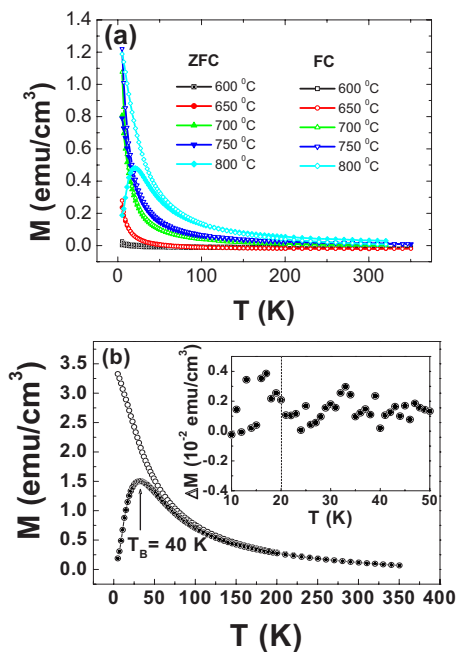 (a)
ZFC
FC
600 ⁰C
600 ⁰C
650 ⁰C
650 ⁰C
700 ⁰C
700 ⁰C
750 ⁰C
750 ⁰C
800 ⁰C
800 ⁰C
1.4
1.2
1.0
0.8
0.6
0.4
0.2
0.0
M (emu/cm³)
0
100
200
300
T (K)
(b)
3.5
3.0
2.5
2.0
1.5
1.0
0.5
0.0
M (emu/cm³)
T_B = 40 K
0.4
0.2
0.0
-0.2
-0.4
ΔM (10⁻² emu/cm³)
10
20
30
40
50
T (K)
0
50
100
150
200
250
300
350
400
T (K)